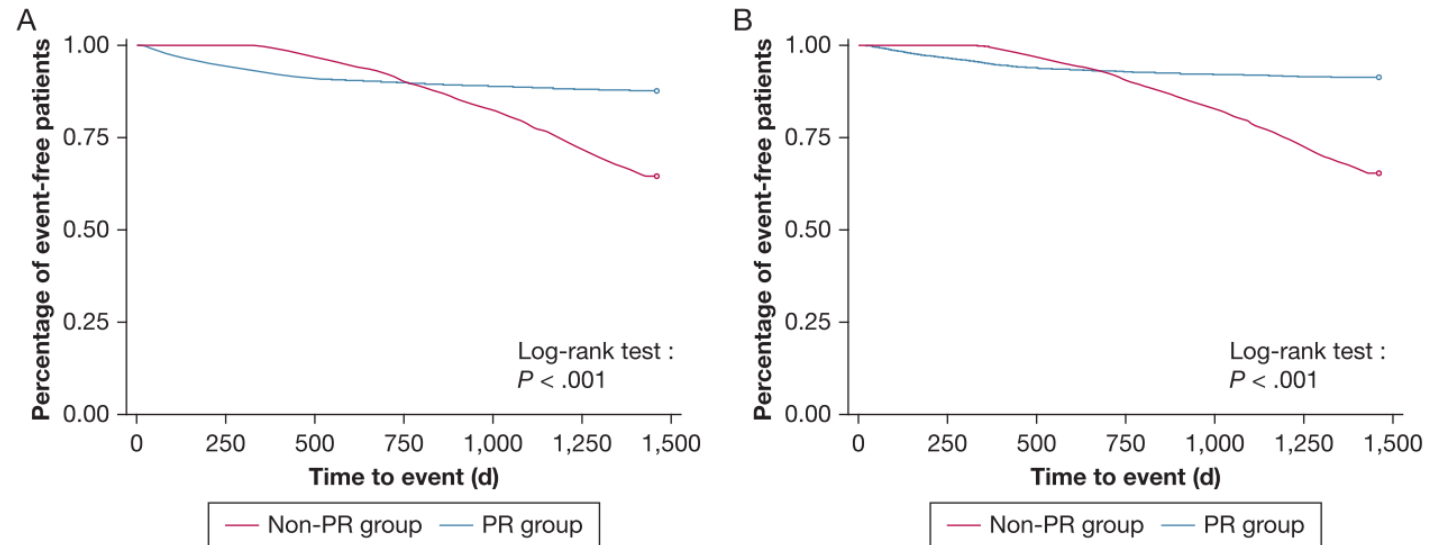 A
Percentage of event-free patients
1.00
0.75
0.50
0.25
0.00
Log-rank test :
P < .001
0 250 500 750 1,000 1,250 1,500
Time to event (d)
Non-PR group PR group
B
Percentage of event-free patients
1.00
0.75
0.50
0.25
0.00
Log-rank test :
P < .001
0 250 500 750 1,000 1,250 1,500
Time to event (d)
Non-PR group PR group